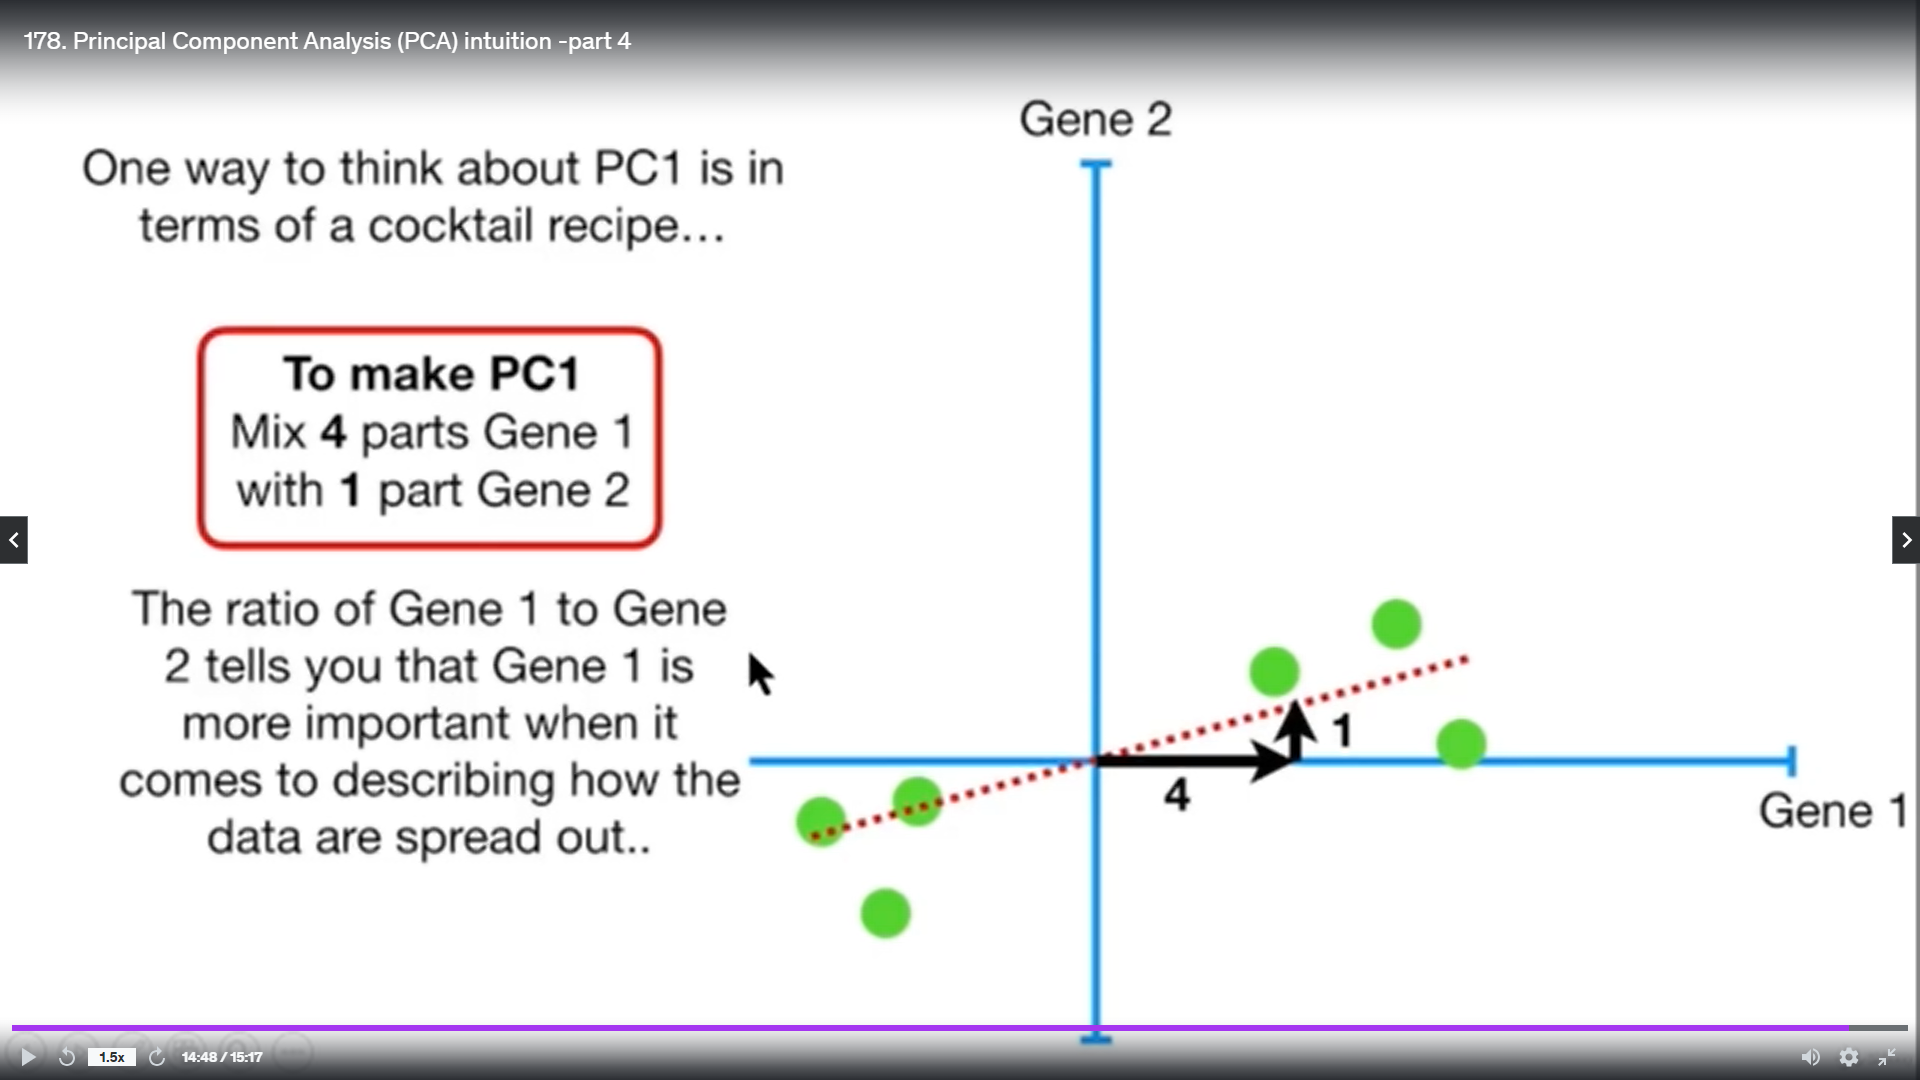 178. Principal Component Analysis (PCA) intuition -part 4
Gene 2
One way to think about PC1 is in
terms of a cocktail recipe...
To make PC1
Mix 4 parts Gene 1
with 1 part Gene 2
The ratio of Gene 1 to Gene
2 tells you that Gene 1 is
more important when it
comes to describing how the
data are spread out..
1
4
Gene 1
1.5x
14:48 / 15:17